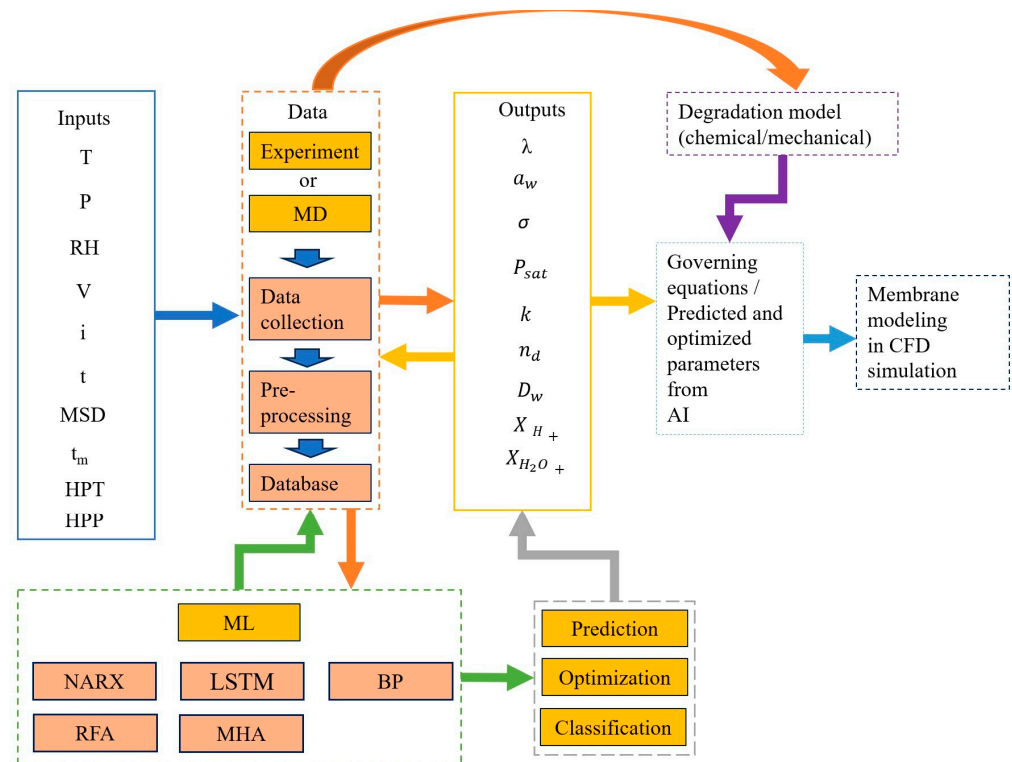 Inputs
T
P
RH
V
i
t
MSD
tₘ
HPT
HPP
Data
Experiment
or
MD
Data
collection
Pre-
processing
Database
Outputs
λ
𝑎𝑤
𝜎
𝑃𝑠𝑎𝑡
𝑘
𝑛𝑑
𝐷𝑤
𝑋 𝐻 +
𝑋𝐻₂𝑂 +
Degradation model
(chemical/mechanical)
Governing
equations /
Predicted and
optimized
parameters
from
AI
Membrane
modeling
in CFD
simulation
ML
NARX
LSTM
BP
RFA
MHA
Prediction
Optimization
Classification